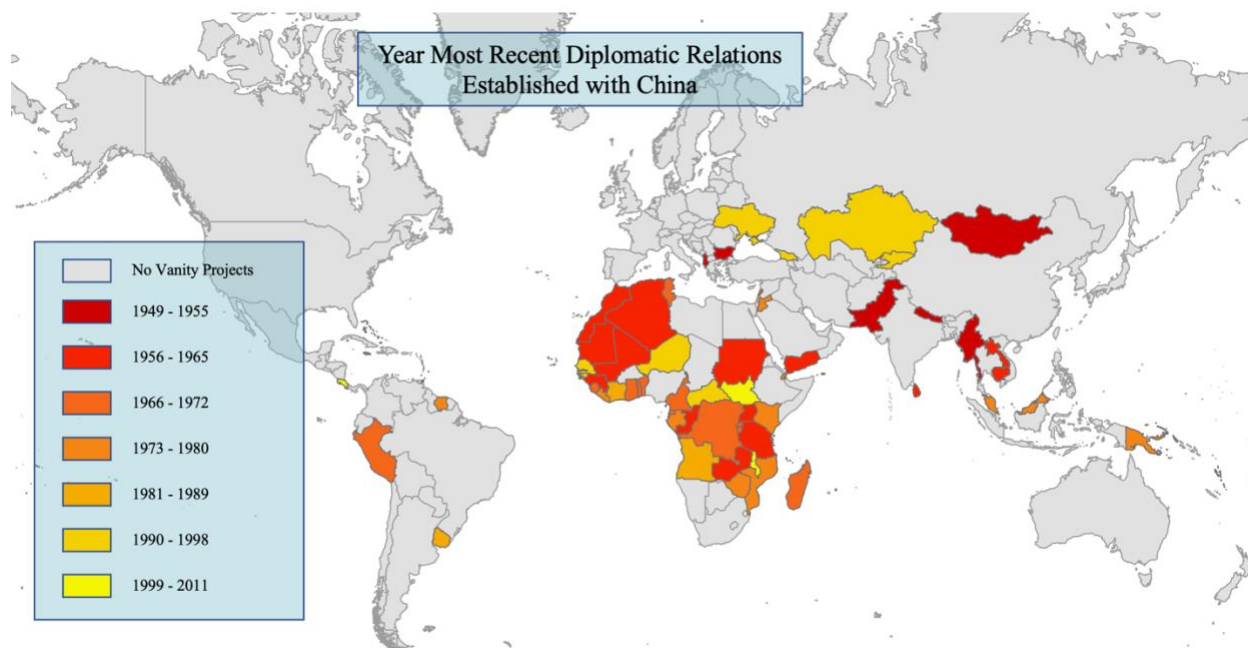 Year Most Recent Diplomatic Relations
Established with China
No Vanity Projects
1949 - 1955
1956 - 1965
1966 - 1972
1973 - 1980
1981 - 1989
1990 - 1998
1999 - 2011